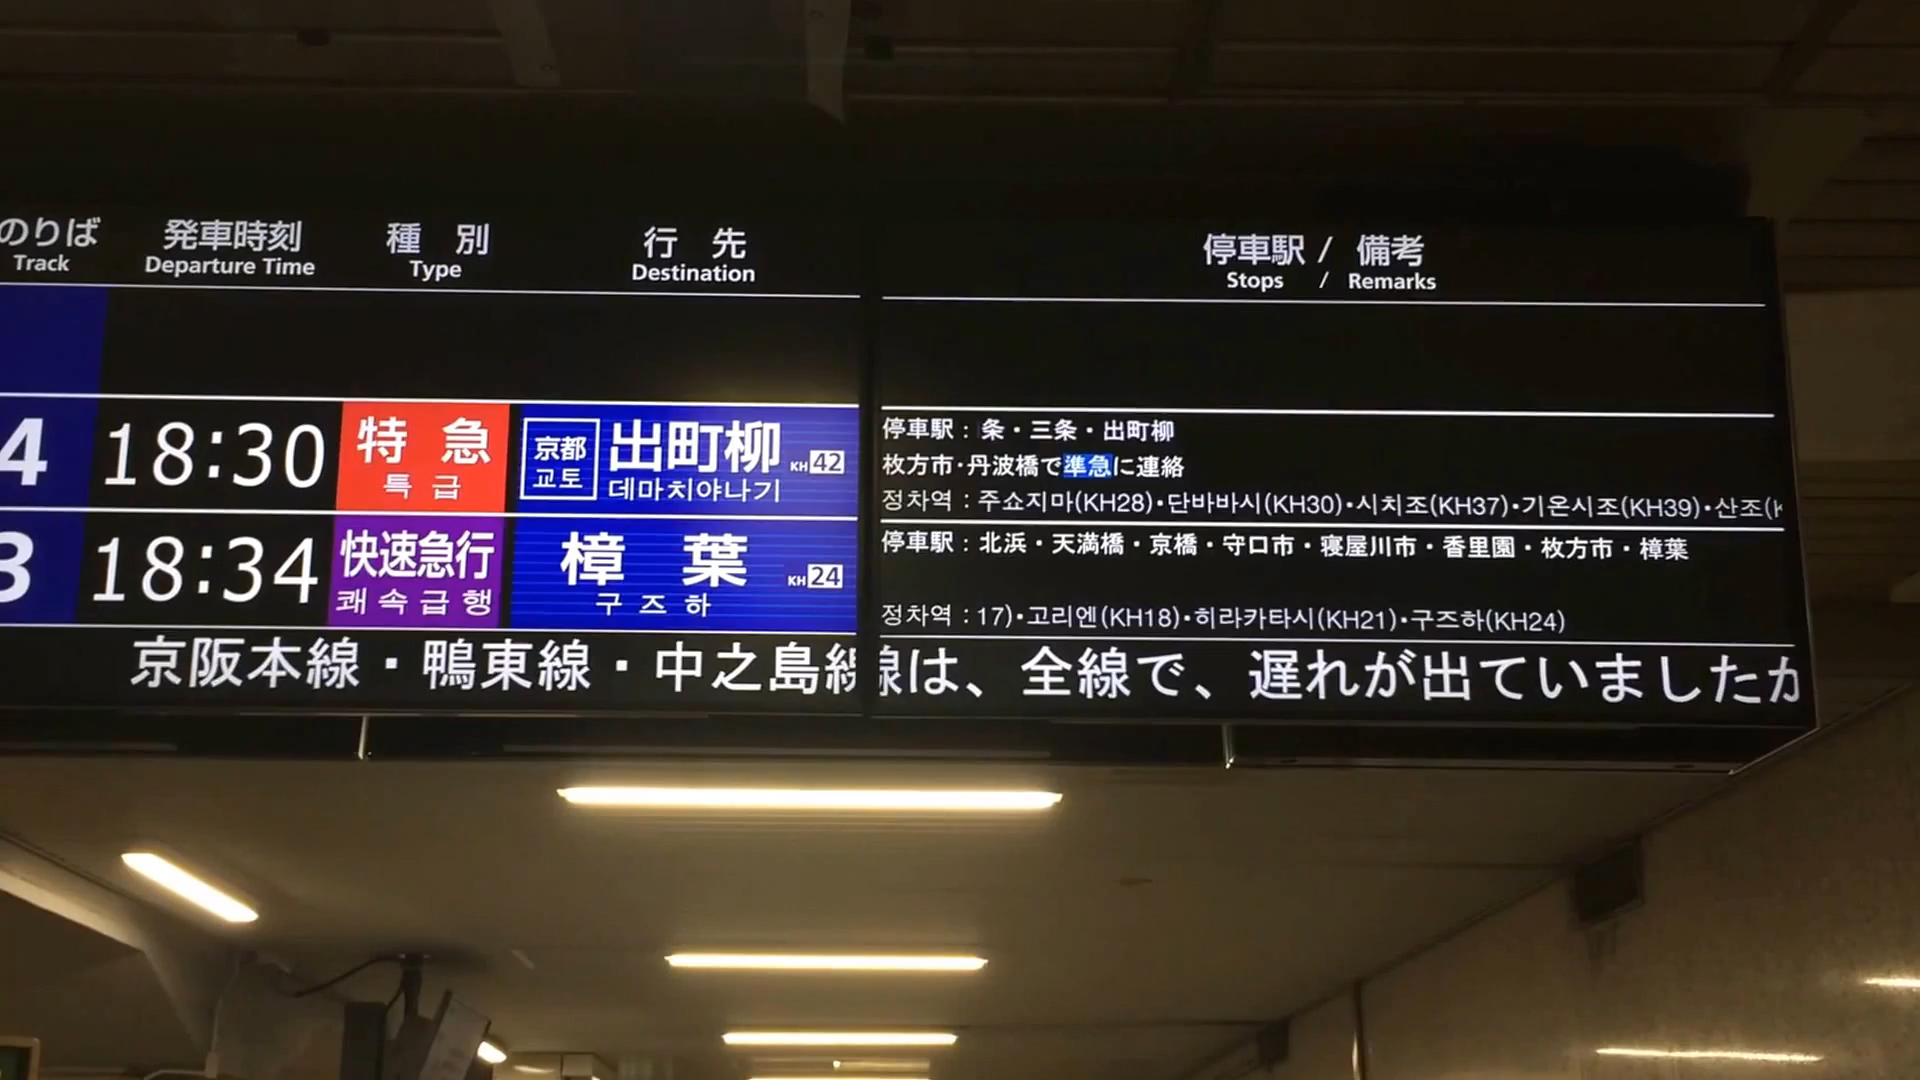 のりば 発車時刻 種 別 行 先 停車駅 / 備考
Track Departure Time Type Destination Stops / Remarks
4 18:30 特 急 京都 出町柳 KH42
특 급 교토 데마치야나기
停車駅 : 条・三条・出町柳
枚方市・丹波橋で準急に連絡
정차역 : 주쇼지마(KH28)・단바바시(KH30)・시치조(KH37)・기온시조(KH39)・산조(K
3 18:34 快速急行 樟 葉 KH24
쾌 속 급 행 구 즈 하
停車駅 : 北浜・天満橋・京橋・守口市・寝屋川市・香里園・枚方市・樟葉
정차역 : 17)・고리엔(KH18)・히라카타시(KH21)・구즈하(KH24)
京阪本線・鴨東線・中之島線は、全線で、遅れが出ていましたか